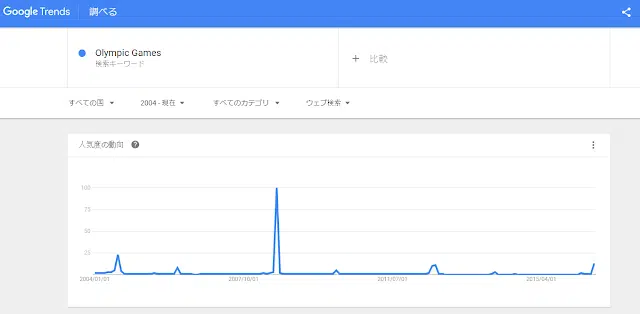 Google Trends 調べる
Olympic Games
検索キーワード
+ 比較
すべての国 2004 - 現在 すべてのカテゴリ ウェブ検索
人気度の動向 ?
100
75
50
25
2004/01/01 2007/10/01 2011/07/01 2015/04/01